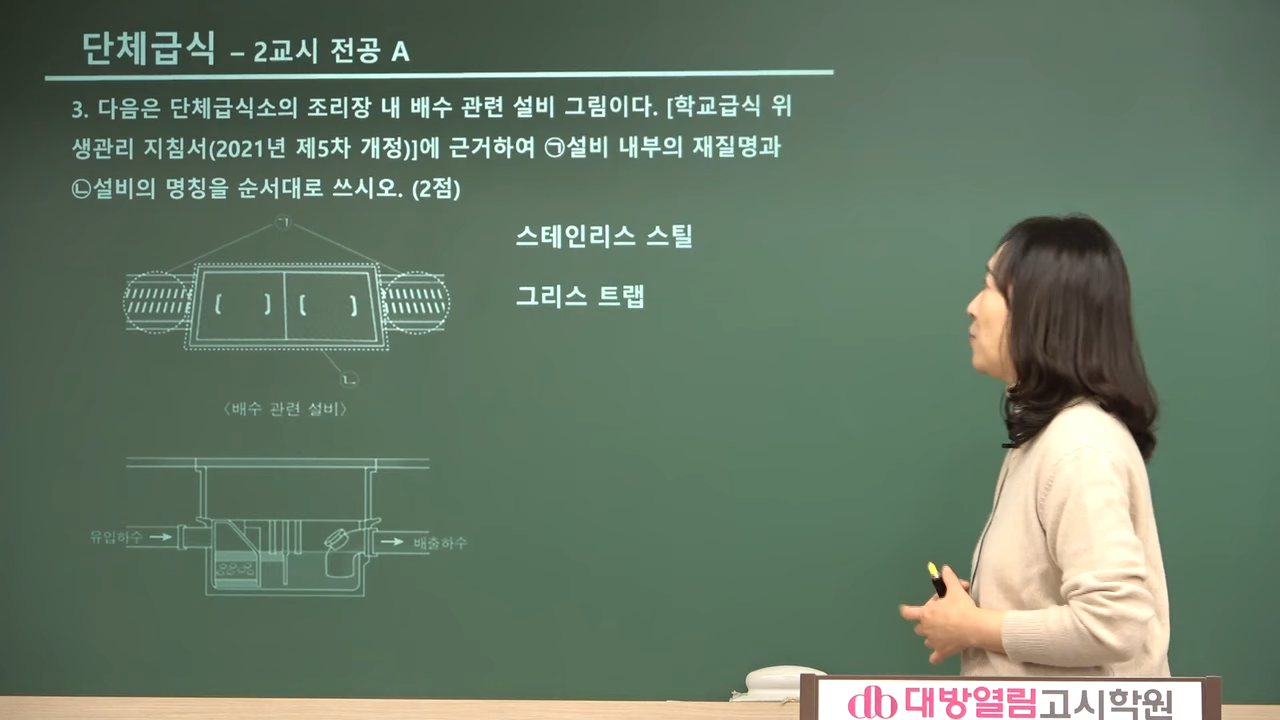 단체급식 – 2교시 전공 A
3. 다음은 단체급식소의 조리장 내 배수 관련 설비 그림이다. [학교급식 위
생관리 지침서(2021년 제5차 개정)]에 근거하여 ㉠설비 내부의 재질명과
㉡설비의 명칭을 순서대로 쓰시오. (2점)
㉠
스테인리스 스틸
그리스 트랩
㉡
〈배수 관련 설비〉
유입하수
배출하수
대방열림고시학원